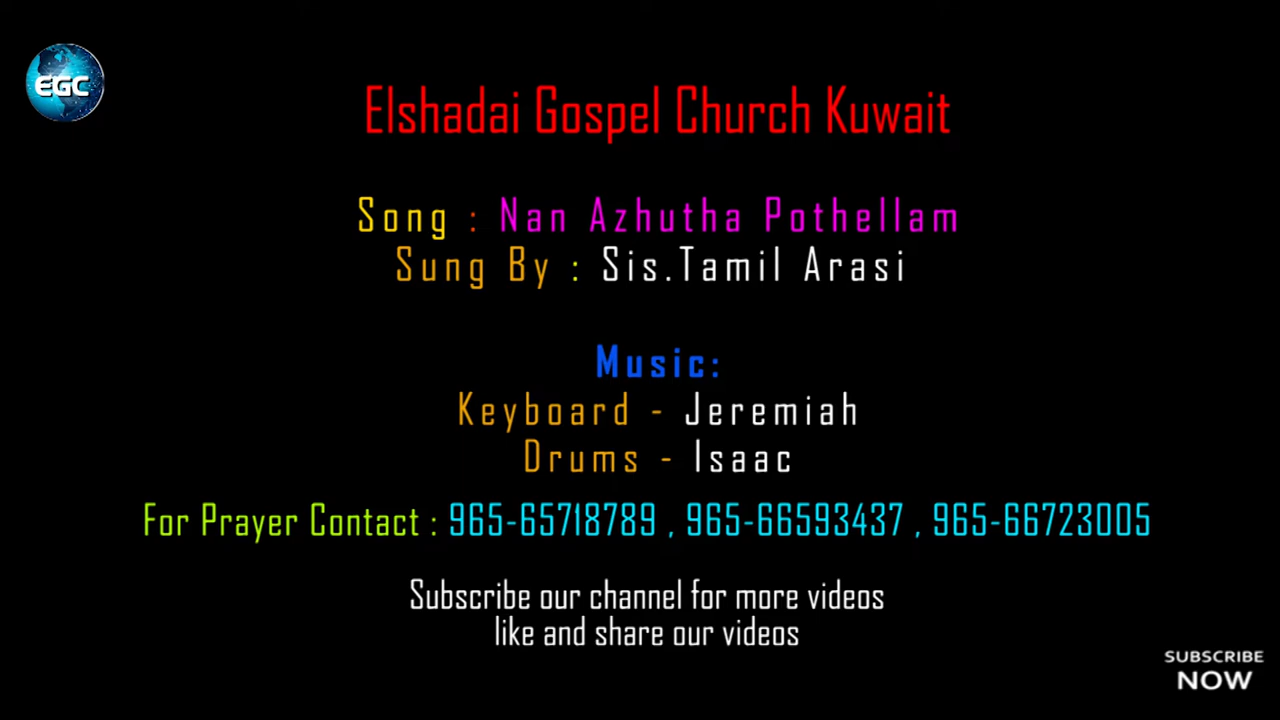 EGC
Elshadai Gospel Church Kuwait
Song : Nan Azhutha Pothellam
Sung By : Sis.Tamil Arasi
Music:
Keyboard - Jeremiah
Drums - Isaac
For Prayer Contact : 965-65718789 , 965-66593437 , 965-66723005
Subscribe our channel for more videos
like and share our videos
SUBSCRIBE
NOW